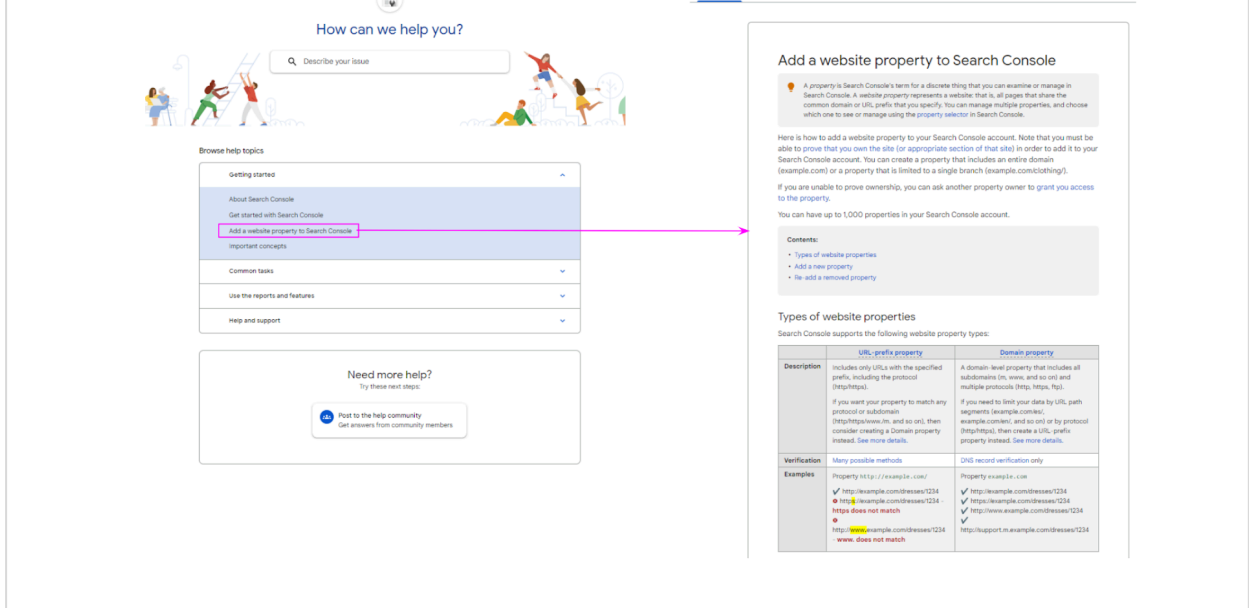 How can we help you?
Describe your issue
Browse help topics
Getting started
About Search Console
Get started with Search Console
Add a website property to Search Console
Important concepts
Common tasks
Use the reports and features
Help and support
Need more help?
Try these next steps:
Post to the help community
Get answers from community members
Add a website property to Search Console
A property is Search Console's term for a discrete thing that you can examine or manage in
Search Console. A website property represents a website: that is, all pages that share the
common domain or URL prefix that you specify. You can manage multiple properties, and choose
which one to see or manage using the property selector in Search Console.
Here is how to add a website property to your Search Console account. Note that you must be
able to prove that you own the site (or appropriate section of that site) in order to add it to your
Search Console account. You can create a property that includes an entire domain
(example.com) or a property that is limited to a single branch (example.com/clothing/).
If you are unable to prove ownership, you can ask another property owner to grant you access
to the property.
You can have up to 1,000 properties in your Search Console account.
Contents:
• Types of website properties
• Add a new property
• Re-add a removed property
Types of website properties
Search Console supports the following website property types:
URL-prefix property
Domain property
Description
Includes only URLs with the specified
prefix, including the protocol
(http/https).
If you want your property to match any
protocol or subdomain
(http/https/www./m. and so on), then
consider creating a Domain property
instead. See more details.
A domain-level property that includes all
subdomains (m, www, and so on) and
multiple protocols (http, https, ftp).
If you need to limit your data by URL path
segments (example.com/es/,
example.com/en/, and so on) or by protocol
(http/https), then create a URL-prefix
property instead. See more details.
Verification
Many possible methods
DNS record verification only
Examples
Property http://example.com/
✔ http://example.com/dresses/1234
https://example.com/dresses/1234 -
https does not match
http://www.example.com/dresses/1234
- www. does not match
Property example.com
✔ http://example.com/dresses/1234
✔ https://example.com/dresses/1234
✔ http://www.example.com/dresses/1234
✔
http://support.m.example.com/dresses/1234